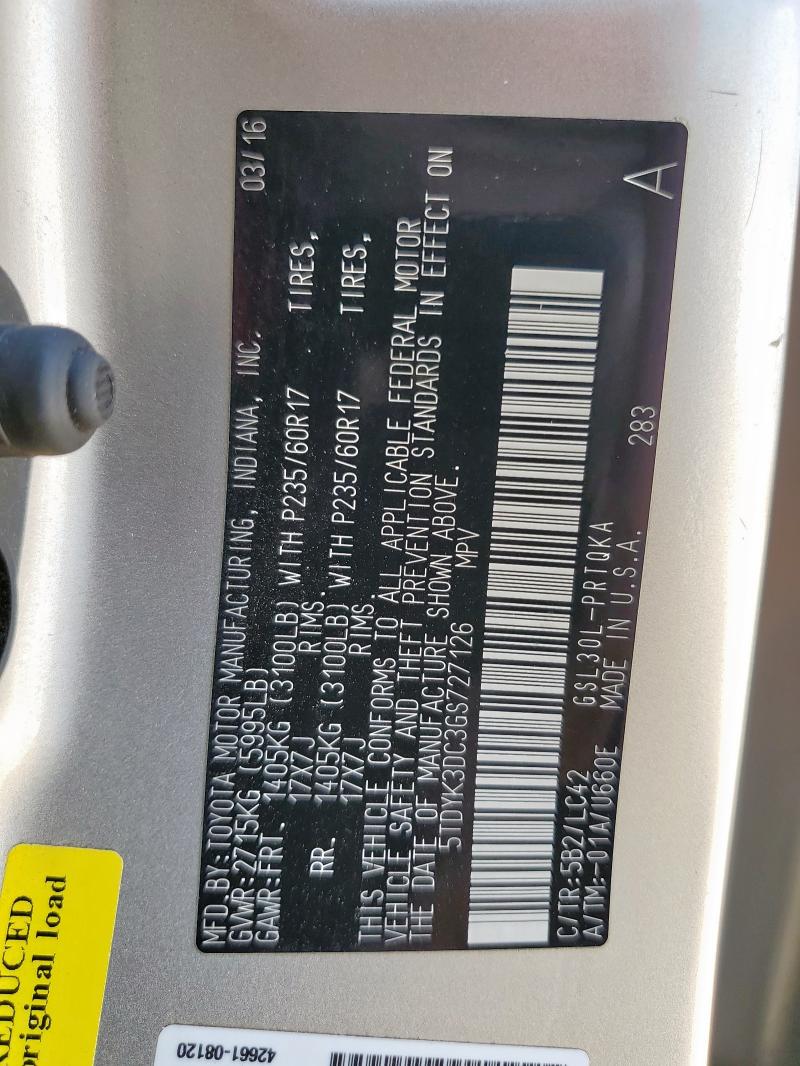 MFD.BY:TOYOTA MOTOR MANUFACTURING, INDIANA, INC. 03/16
GVWR:2715KG (5995LB)
GAWR:FRT. 1405KG (3100LB) WITH P235/60R17 TIRES,
17X7J RIMS.
RR. 1405KG (3100LB) WITH P235/60R17 TIRES,
17X7J RIMS.
THIS VEHICLE CONFORMS TO ALL APPLICABLE FEDERAL MOTOR
VEHICLE SAFETY AND THEFT PREVENTION STANDARDS IN EFFECT ON
THE DATE OF MANUFACTURE SHOWN ABOVE.
5TDYK3DC3GS727126 MPV
C/TR:5B2/LC42 GSL30L-PRTQKA
A/TM:-01A/U660E MADE IN U.S.A. 283 A
REDUCED
original load
42661-08120